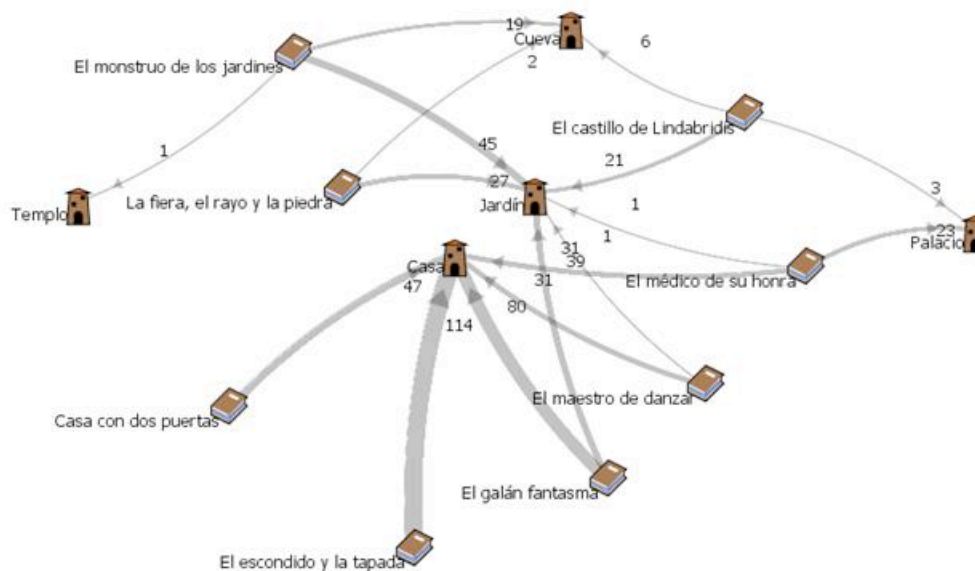 19
Cueva
El monstruo de los jardines
2
6
El castillo de Lindabridis
1
45
21
La fiera, el rayo y la piedra
27
Jardín
Templo
3
1
1
23
Palacio
31
39
Casa
El médico de su honra
47
31
80
114
El maestro de danzar
Casa con dos puertas
El galán fantasma
El escondido y la tapada